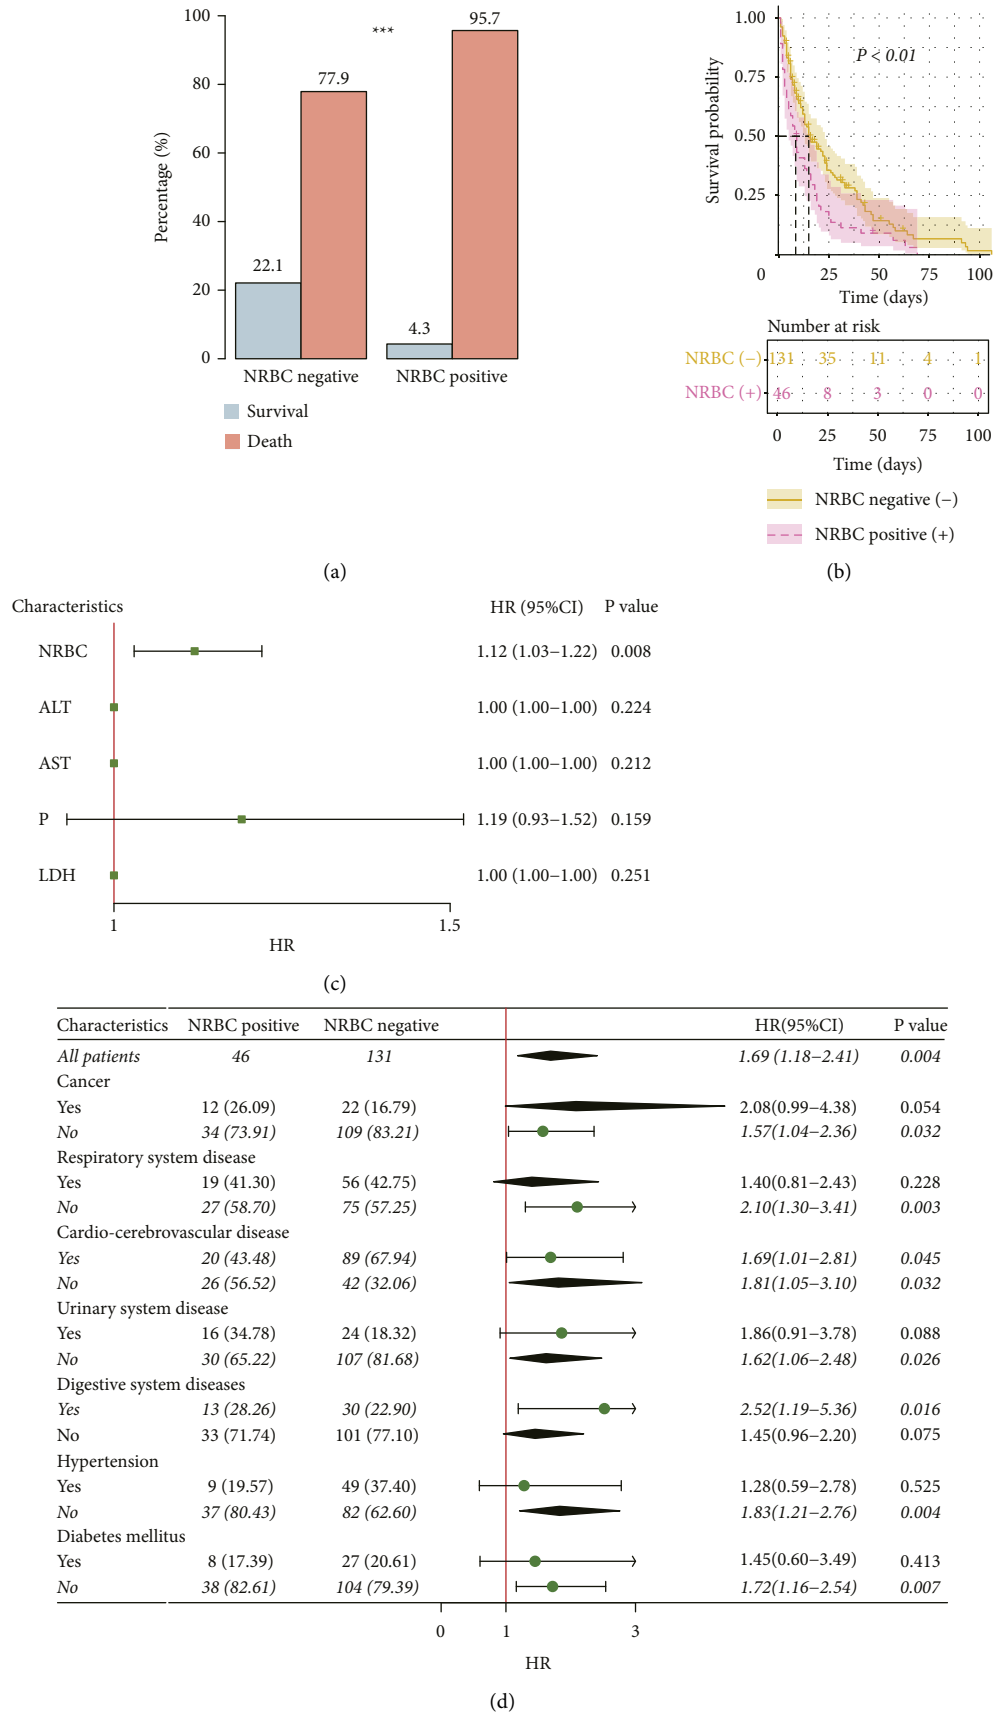 100
80
60
40
20
0
Percentage (%)
22.1
77.9
***
4.3
95.7
NRBC negative
NRBC positive
Survival
Death
(a)
1.00
0.75
0.50
0.25
Survival probability
P < 0.01
0 25 50 75 100
Time (days)
Number at risk
NRBC (−) 131 35 11 4 1
NRBC (+) 46 8 3 0 0
0 25 50 75 100
Time (days)
NRBC negative (−)
NRBC positive (+)
(b)
Characteristics HR (95%CI) P value
NRBC 1.12 (1.03−1.22) 0.008
ALT 1.00 (1.00−1.00) 0.224
AST 1.00 (1.00−1.00) 0.212
P 1.19 (0.93−1.52) 0.159
LDH 1.00 (1.00−1.00) 0.251
1 1.5
HR
(c)
Characteristics NRBC positive NRBC negative HR(95%CI) P value
All patients 46 131 1.69 (1.18−2.41) 0.004
Cancer
Yes 12 (26.09) 22 (16.79) 2.08(0.99−4.38) 0.054
No 34 (73.91) 109 (83.21) 1.57(1.04−2.36) 0.032
Respiratory system disease
Yes 19 (41.30) 56 (42.75) 1.40(0.81−2.43) 0.228
No 27 (58.70) 75 (57.25) 2.10(1.30−3.41) 0.003
Cardio-cerebrovascular disease
Yes 20 (43.48) 89 (67.94) 1.69(1.01−2.81) 0.045
No 26 (56.52) 42 (32.06) 1.81(1.05−3.10) 0.032
Urinary system disease
Yes 16 (34.78) 24 (18.32) 1.86(0.91−3.78) 0.088
No 30 (65.22) 107 (81.68) 1.62(1.06−2.48) 0.026
Digestive system diseases
Yes 13 (28.26) 30 (22.90) 2.52(1.19−5.36) 0.016
No 33 (71.74) 101 (77.10) 1.45(0.96−2.20) 0.075
Hypertension
Yes 9 (19.57) 49 (37.40) 1.28(0.59−2.78) 0.525
No 37 (80.43) 82 (62.60) 1.83(1.21−2.76) 0.004
Diabetes mellitus
Yes 8 (17.39) 27 (20.61) 1.45(0.60−3.49) 0.413
No 38 (82.61) 104 (79.39) 1.72(1.16−2.54) 0.007
0 1 3
HR
(d)